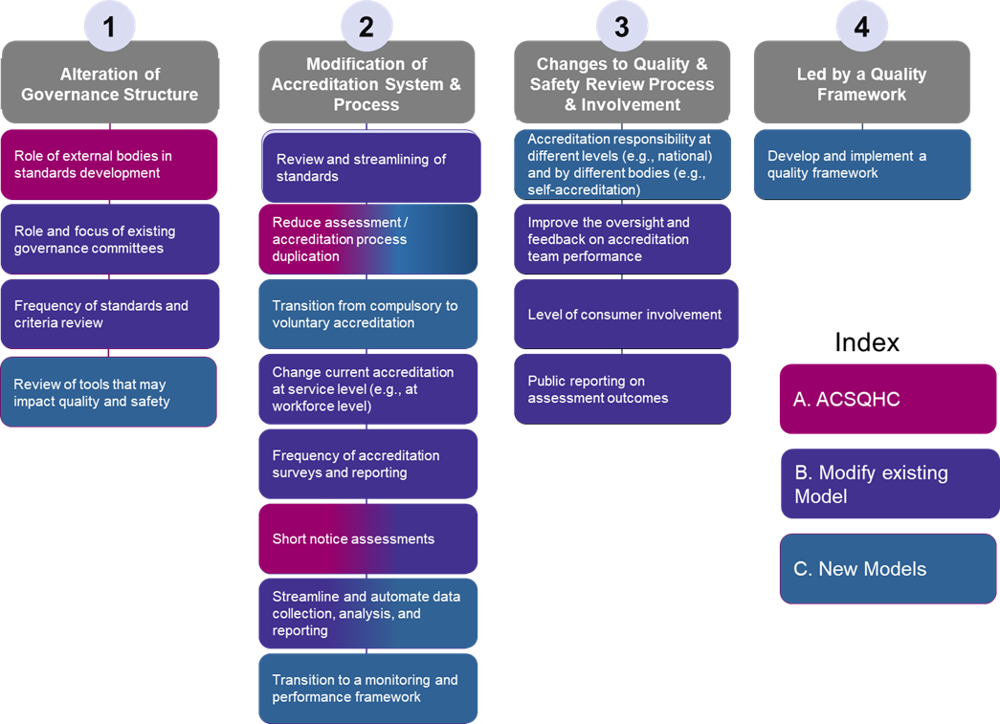 1
Alteration of
Governance Structure
Role of external bodies in
standards development
Role and focus of existing
governance committees
Frequency of standards and
criteria review
Review of tools that may
impact quality and safety
2
Modification of
Accreditation System &
Process
Review and streamlining of
standards
Reduce assessment /
accreditation process
duplication
Transition from compulsory to
voluntary accreditation
Change current accreditation
at service level (e.g., at
workforce level)
Frequency of accreditation
surveys and reporting
Short notice assessments
Streamline and automate data
collection, analysis, and
reporting
Transition to a monitoring and
performance framework
3
Changes to Quality &
Safety Review Process
& Involvement
Accreditation responsibility at
different levels (e.g., national)
and by different bodies (e.g.,
self-accreditation)
Improve the oversight and
feedback on accreditation
team performance
Level of consumer involvement
Public reporting on
assessment outcomes
4
Led by a Quality
Framework
Develop and implement a
quality framework
Index
A. ACSQHC
B. Modify existing
Model
C. New Models